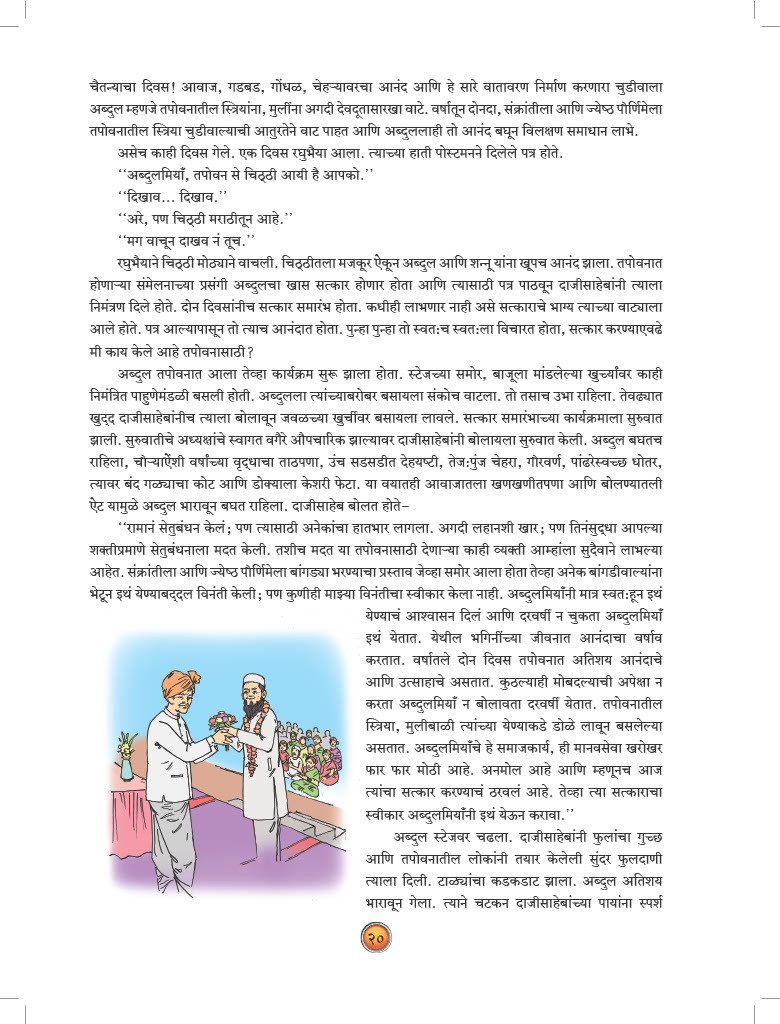 चैतन्याचा दिवस! आवाज, गडबड, गोंधळ, चेहऱ्यावरचा आनंद आणि हे सारे वातावरण निर्माण करणारा चुडीवाला
अब्दुल म्हणजे तपोवनातील स्त्रियांना, मुलींना अगदी देवदूतासारखा वाटे. वर्षातून दोनदा, संक्रांतीला आणि ज्येष्ठ पौर्णिमेला
तपोवनातील स्त्रिया चुडीवाल्याची आतुरतेने वाट पाहत आणि अब्दुललाही तो आनंद बघून विलक्षण समाधान लाभे.
असेच काही दिवस गेले. एक दिवस रघुभैया आला. त्याच्या हाती पोस्टमनने दिलेले पत्र होते.
‘‘अब्दुलमियाँ, तपोवन से चिठ्ठी आयी है आपको.’’
‘‘दिखाव... दिखाव.’’
‘‘अरे, पण चिठ्ठी मराठीतून आहे.’’
‘‘मग वाचून दाखव नं तूच.’’
रघुभैयाने चिठ्ठी मोठ्याने वाचली. चिठ्ठीतला मजकूर ऐकून अब्दुल आणि शन्नू यांना खूपच आनंद झाला. तपोवनात
होणाऱ्या संमेलनाच्या प्रसंगी अब्दुलचा खास सत्कार होणार होता आणि त्यासाठी पत्र पाठवून दाजीसाहेबांनी त्याला
निमंत्रण दिले होते. दोन दिवसांनीच सत्कार समारंभ होता. कधीही लाभणार नाही असे सत्काराचे भाग्य त्याच्या वाट्याला
आले होते. पत्र आल्यापासून तो त्याच आनंदात होता. पुन्हा पुन्हा तो स्वत:च स्वत:ला विचारत होता, सत्कार करण्याएवढे
मी काय केले आहे तपोवनासाठी?
अब्दुल तपोवनात आला तेव्हा कार्यक्रम सुरू झाला होता. स्टेजच्या समोर, बाजूला मांडलेल्या खुर्च्यांवर काही
निमंत्रित पाहुणेमंडळी बसली होती. अब्दुलला त्यांच्याबरोबर बसायला संकोच वाटला. तो तसाच उभा राहिला. तेवढ्यात
खुद्द दाजीसाहेबांनीच त्याला बोलावून जवळच्या खुर्चीवर बसायला लावले. सत्कार समारंभाच्या कार्यक्रमाला सुरुवात
झाली. सुरुवातीचे अध्यक्षांचे स्वागत वगैरे औपचारिक झाल्यावर दाजीसाहेबांनी बोलायला सुरुवात केली. अब्दुल बघतच
राहिला, चौऱ्याऐंशी वर्षांच्या वृद्धाचा ताठपणा, उंच सडसडीत देहयष्टी, तेज:पुंज चेहरा, गौरवर्ण, पांढरेस्वच्छ धोतर,
त्यावर बंद गळ्याचा कोट आणि डोक्याला केशरी फेटा. या वयातही आवाजातला खणखणीतपणा आणि बोलण्यातली
ऐट यामुळे अब्दुल भारावून बघत राहिला. दाजीसाहेब बोलत होते-
‘‘रामानं सेतुबंधन केलं; पण त्यासाठी अनेकांचा हातभार लागला. अगदी लहानशी खार; पण तिनंसुद्धा आपल्या
शक्तीप्रमाणे सेतुबंधनाला मदत केली. तशीच मदत या तपोवनासाठी देणाऱ्या काही व्यक्ती आम्हांला सुदैवाने लाभल्या
आहेत. संक्रांतीला आणि ज्येष्ठ पौर्णिमेला बांगड्या भरण्याचा प्रस्ताव जेव्हा समोर आला होता तेव्हा अनेक बांगडीवाल्यांना
भेटून इथं येण्याबद्दल विनंती केली; पण कुणीही माझ्या विनंतीचा स्वीकार केला नाही. अब्दुलमियाँनी मात्र स्वत:हून इथं
येण्याचं आश्वासन दिलं आणि दरवर्षी न चुकता अब्दुलमियाँ
इथं येतात. येथील भगिनींच्या जीवनात आनंदाचा वर्षाव
करतात. वर्षातले दोन दिवस तपोवनात अतिशय आनंदाचे
आणि उत्साहाचे असतात. कुठल्याही मोबदल्याची अपेक्षा न
करता अब्दुलमियाँ न बोलावता दरवर्षी येतात. तपोवनातील
स्त्रिया, मुलीबाळी त्यांच्या येण्याकडे डोळे लावून बसलेल्या
असतात. अब्दुलमियाँचे हे समाजकार्य, ही मानवसेवा खरोखर
फार फार मोठी आहे. अनमोल आहे आणि म्हणूनच आज
त्यांचा सत्कार करण्याचं ठरवलं आहे. तेव्हा त्या सत्काराचा
स्वीकार अब्दुलमियाँनी इथं येऊन करावा.’’
अब्दुल स्टेजवर चढला. दाजीसाहेबांनी फुलांचा गुच्छ
आणि तपोवनातील लोकांनी तयार केलेली सुंदर फुलदाणी
त्याला दिली. टाळ्यांचा कडकडाट झाला. अब्दुल अतिशय
भारावून गेला. त्याने चटकन दाजीसाहेबांच्या पायांना स्पर्श
२०